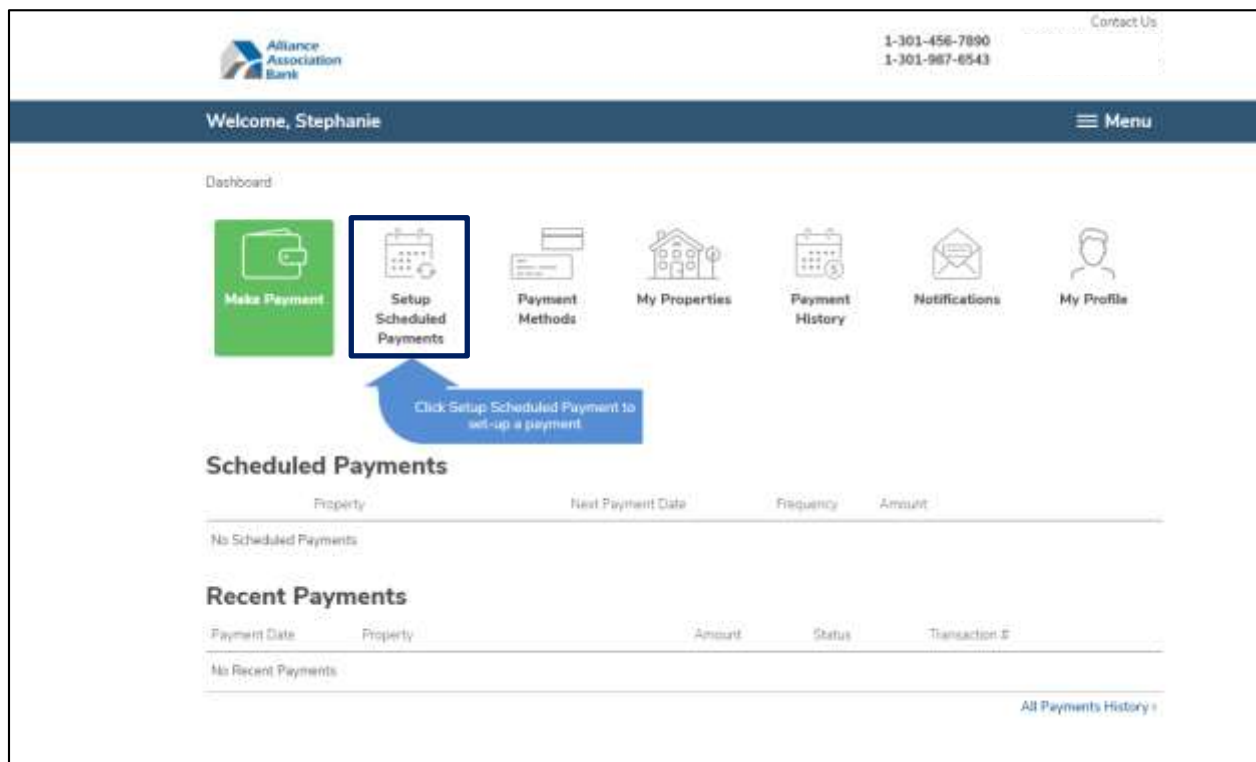 Contact Us
Alliance
Association
Bank
1-301-456-7890
1-301-987-6543
Welcome, Stephanie
Menu
Dashboard
Make Payment
Setup
Scheduled
Payments
Payment
Methods
My Properties
Payment
History
Notifications
My Profile
Click Setup Scheduled Payment to
set-up a payment
Scheduled Payments
Property Next Payment Date Frequency Amount
No Scheduled Payments
Recent Payments
Payment Date Property Amount Status Transaction #
No Recent Payments
All Payments History ›